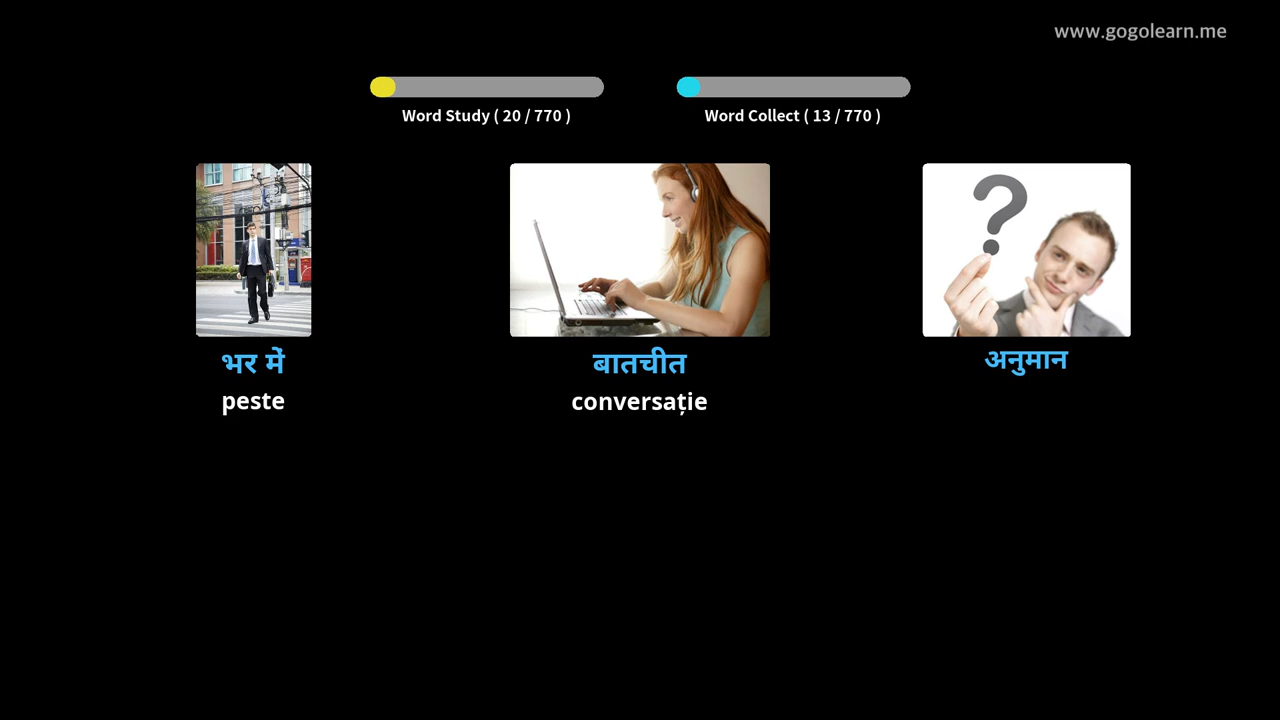 www.gogolearn.me
Word Study ( 20 / 770 )
Word Collect ( 13 / 770 )
भर में
peste
बातचीत
conversație
अनुमान